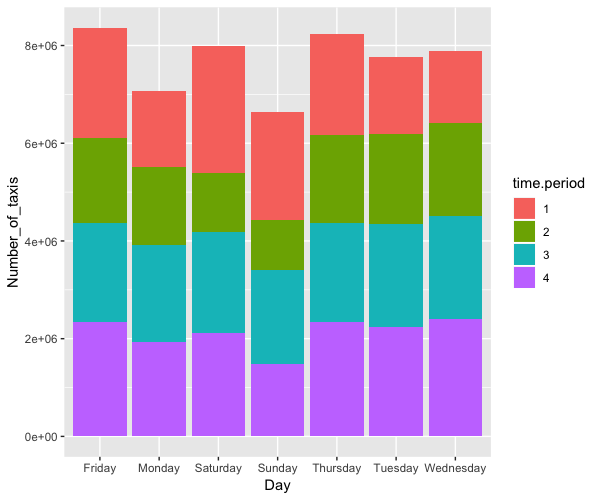 Number_of_taxis
8e+06
6e+06
4e+06
2e+06
0e+00
Friday Monday Saturday Sunday Thursday Tuesday Wednesday
Day
time.period
1
2
3
4